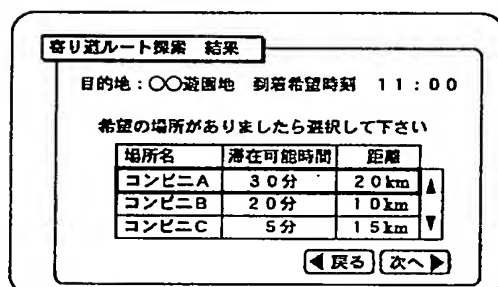 寄り道ルート探索 結果
目的地:○○遊園地 到着希望時刻 11:00
希望の場所がありましたら選択して下さい
場所名 滞在可能時間 距離
コンビニA 30分 20km ▲
コンビニB 20分 10km
コンビニC 5分 15km ▼
◀戻る 次へ▶